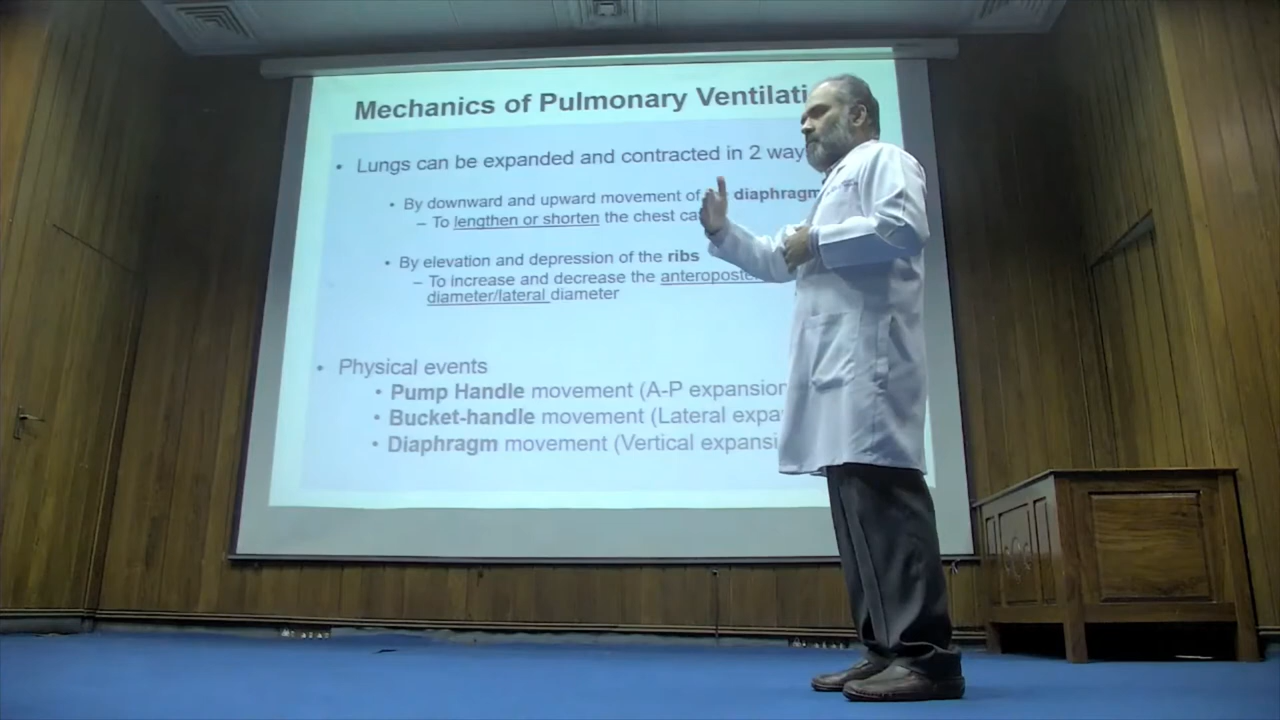 Mechanics of Pulmonary Ventilati
• Lungs can be expanded and contracted in 2 way
• By downward and upward movement of diaphragm
– To lengthen or shorten the chest ca
• By elevation and depression of the ribs
– To increase and decrease the anteroposte
diameter/lateral diameter
• Physical events
• Pump Handle movement (A-P expansion
• Bucket-handle movement (Lateral expa
• Diaphragm movement (Vertical expansi